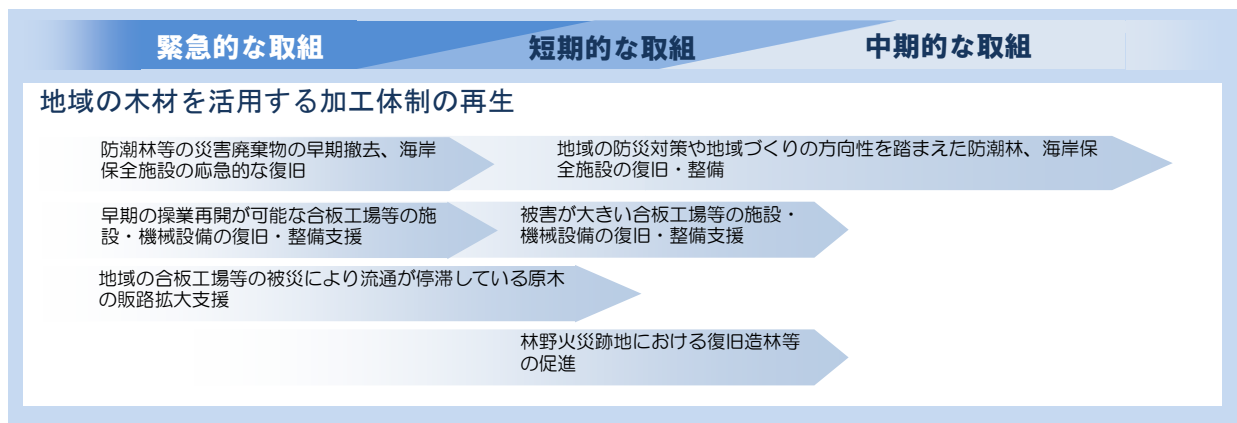 緊急的な取組
短期的な取組
中期的な取組
地域の木材を活用する加工体制の再生
防潮林等の災害廃棄物の早期撤去、海岸
保全施設の応急的な復旧
地域の防災対策や地域づくりの方向性を踏まえた防潮林、海岸保
全施設の復旧・整備
早期の操業再開が可能な合板工場等の施
設・機械設備の復旧・整備支援
被害が大きい合板工場等の施設・
機械設備の復旧・整備支援
地域の合板工場等の被災により流通が停滞している原木
の販路拡大支援
林野火災跡地における復旧造林等
の促進